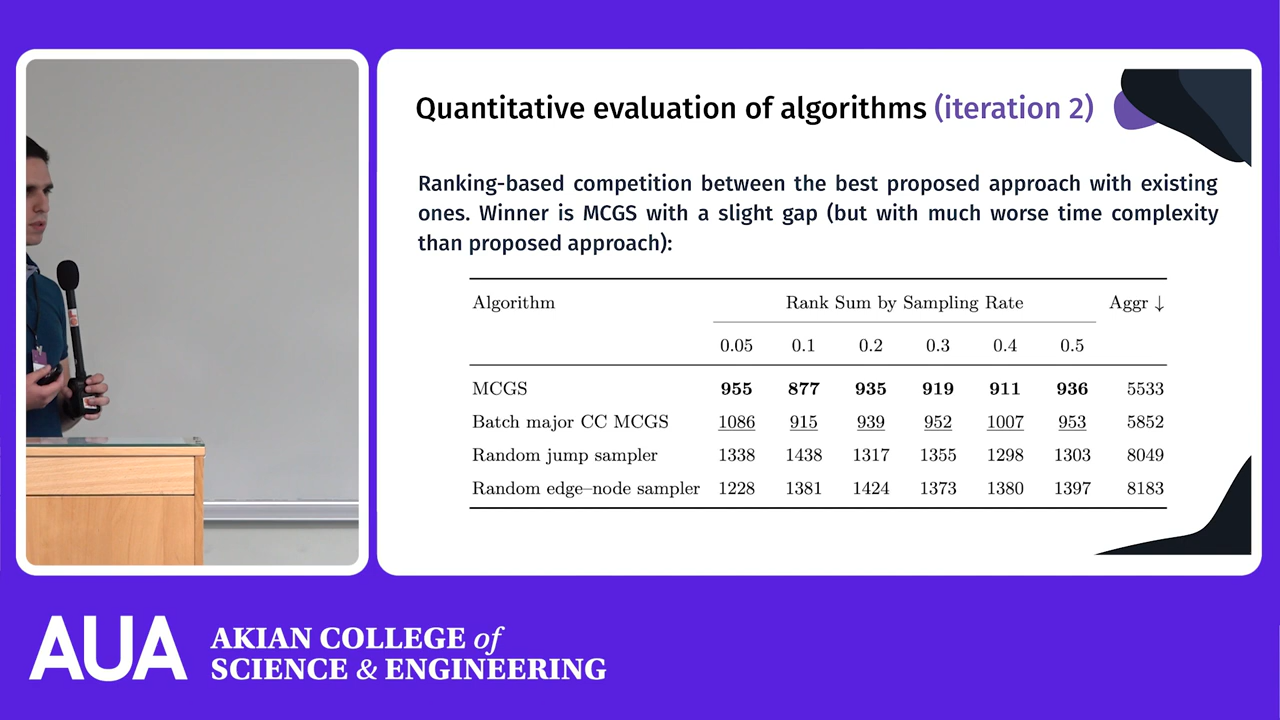 Quantitative evaluation of algorithms (iteration 2)
Ranking-based competition between the best proposed approach with existing
ones. Winner is MCGS with a slight gap (but with much worse time complexity
than proposed approach):
Algorithm Rank Sum by Sampling Rate Aggr ↓
0.05 0.1 0.2 0.3 0.4 0.5
MCGS 955 877 935 919 911 936 5533
Batch major CC MCGS 1086 915 939 952 1007 953 5852
Random jump sampler 1338 1438 1317 1355 1298 1303 8049
Random edge–node sampler 1228 1381 1424 1373 1380 1397 8183
AUA AKIAN COLLEGE of
SCIENCE & ENGINEERING